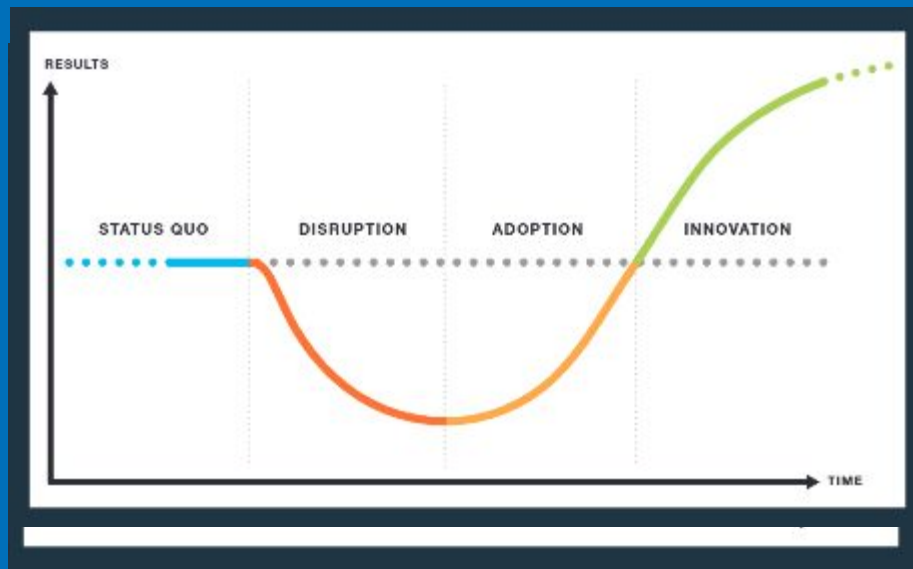 RESULTS
STATUS QUO
DISRUPTION
ADOPTION
INNOVATION
TIME